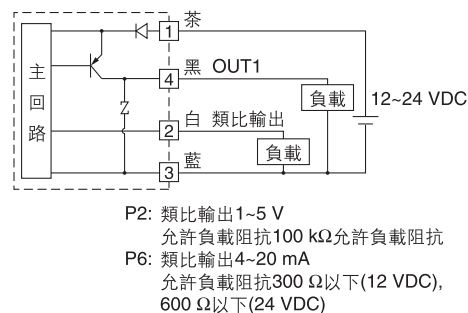 茶
1
主回路
黑 OUT1
4
負載
12~24 VDC
白 類比輸出
2
負載
藍
3
P2: 類比輸出1~5 V
允許負載阻抗100 kΩ允許負載阻抗
P6: 類比輸出4~20 mA
允許負載阻抗300 Ω以下(12 VDC),
600 Ω以下(24 VDC)